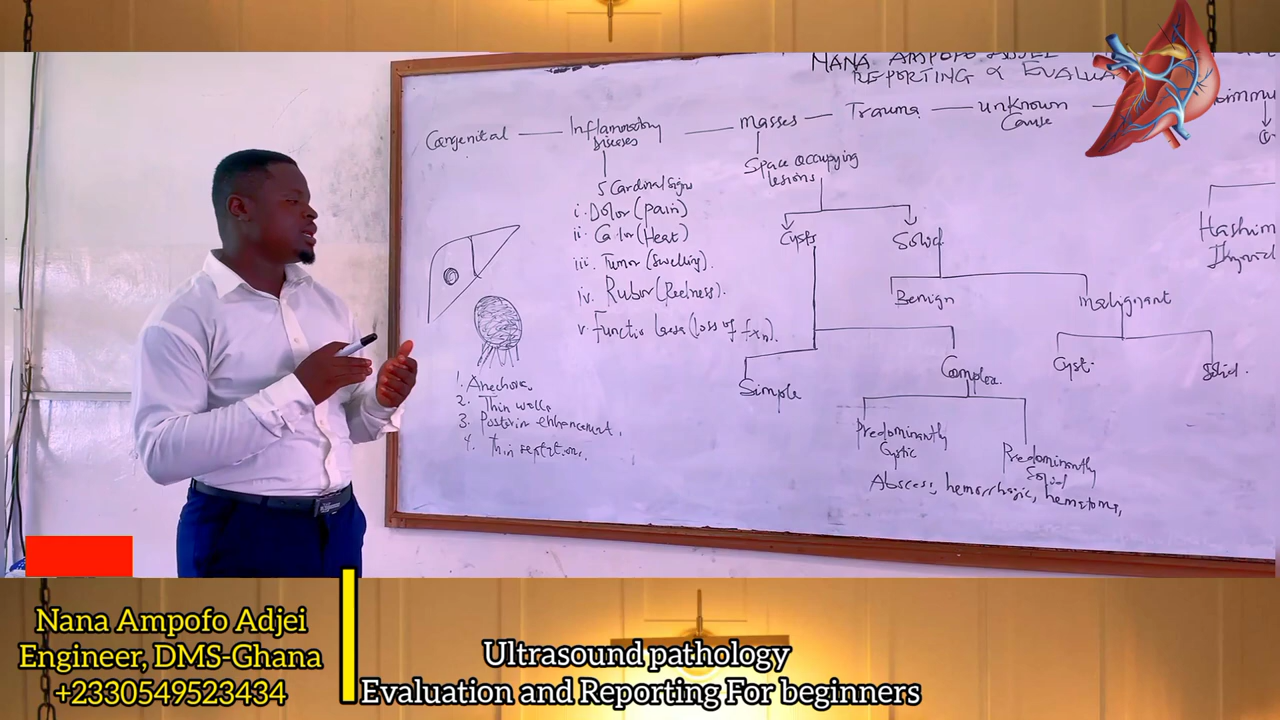 NANA AMPOFO ADJEI
REPORTING & EVALUA
Congenital — Inflammatory diseases — Masses — Trauma — unknown Cause —
5 Cardinal Signs
i. Dolor (pain)
ii. Calor (Heat)
iii. Tumor (Swelling).
iv. Rubor (Redness).
v. Functio laesa (loss of fxn).
1. Anechoic
2. Thin walls
3. Posterior enhancement.
4. Thin septations.
Space occupying
lesions
Cysts
Solid
Benign
Malignant
Cyst
Solid.
Simple
Complex
Predominantly
Cystic
Predominantly
Solid
Abscess, hemorrhagic, hematoma,
Nana Ampofo Adjei
Engineer, DMS-Ghana
+2330549523434
Ultrasound pathology
Evaluation and Reporting For beginners